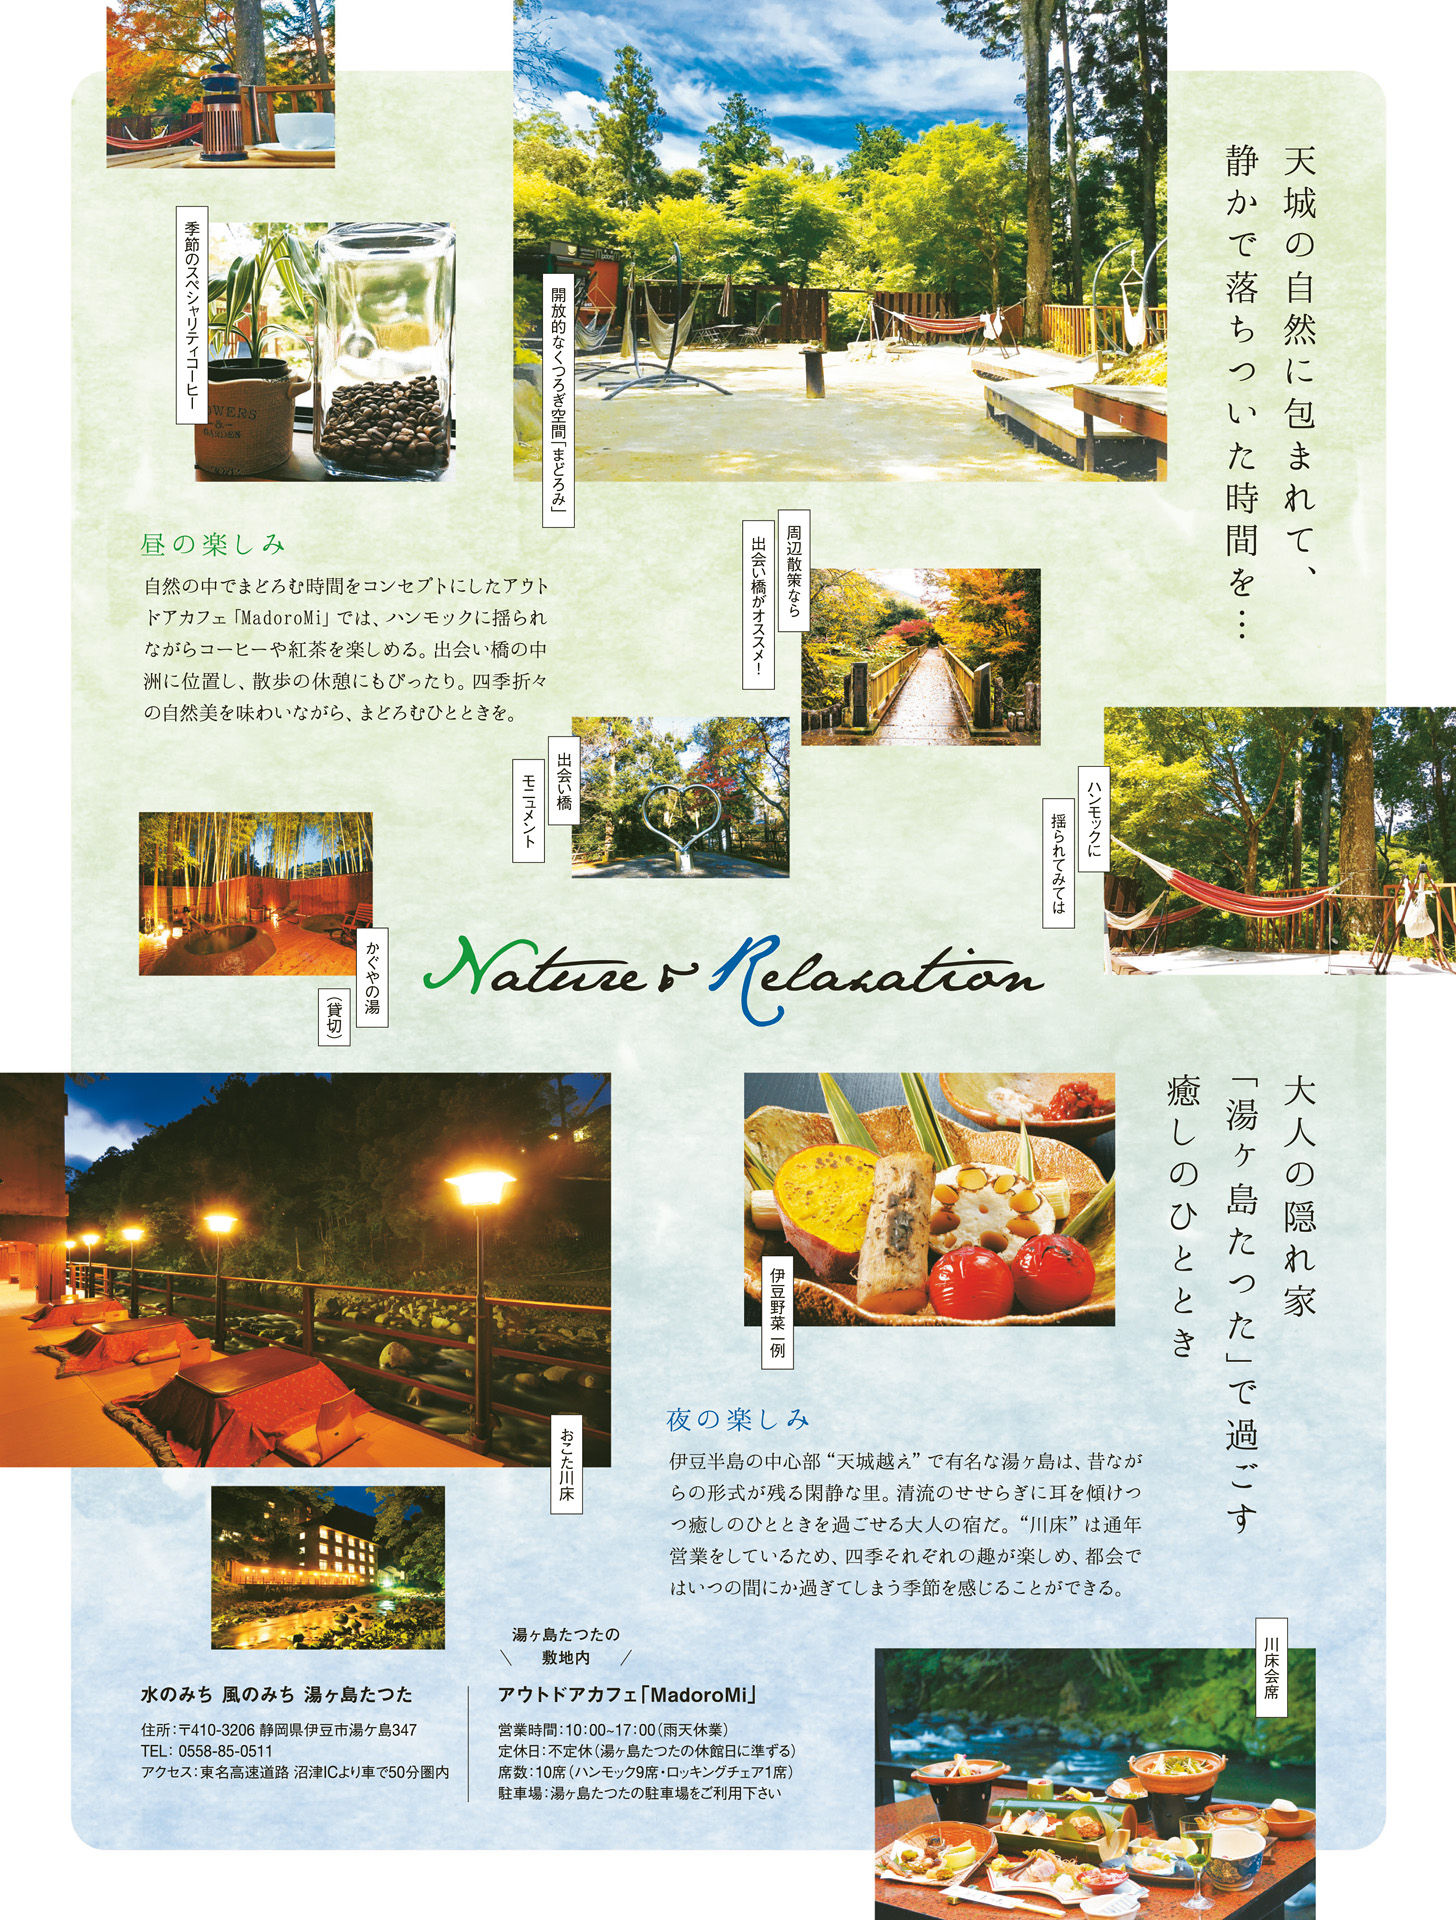 天城の自然に包まれて、
静かで落ちついた時間を…
季節のスペシャリティコーヒー
開放的なくつろぎ空間「まどろみ」
昼の楽しみ
自然の中でまどろむ時間をコンセプトにしたアウト
ドアカフェ「MadoroMi」では、ハンモックに揺られ
ながらコーヒーや紅茶を楽しめる。出会い橋の中
洲に位置し、散歩の休憩にもぴったり。四季折々
の自然美を味わいながら、まどろむひとときを。
周辺散策なら
出会い橋がオススメ！
出会い橋
モニュメント
ハンモックに
揺られてみては
かぐやの湯
（貸切）
Nature & Relaxation
大人の隠れ家
「湯ヶ島たつた」で過ごす
癒しのひととき
伊豆野菜一例
おこた川床
夜の楽しみ
伊豆半島の中心部“天城越え”で有名な湯ヶ島は、昔なが
らの形式が残る閑静な里。清流のせせらぎに耳を傾けつ
つ癒しのひとときを過ごせる大人の宿だ。“川床”は通年
営業をしているため、四季それぞれの趣が楽しめ、都会で
はいつの間にか過ぎてしまう季節を感じることができる。
川床会席
水のみち 風のみち 湯ヶ島たつた
住所：〒410-3206 静岡県伊豆市湯ケ島347
TEL： 0558-85-0511
アクセス：東名高速道路 沼津ICより車で50分圏内
湯ヶ島たつたの
敷地内
アウトドアカフェ「MadoroMi」
営業時間：10：00~17：00（雨天休業）
定休日：不定休（湯ヶ島たつたの休館日に準ずる）
席数：10席（ハンモック9席・ロッキングチェア1席）
駐車場：湯ヶ島たつたの駐車場をご利用下さい